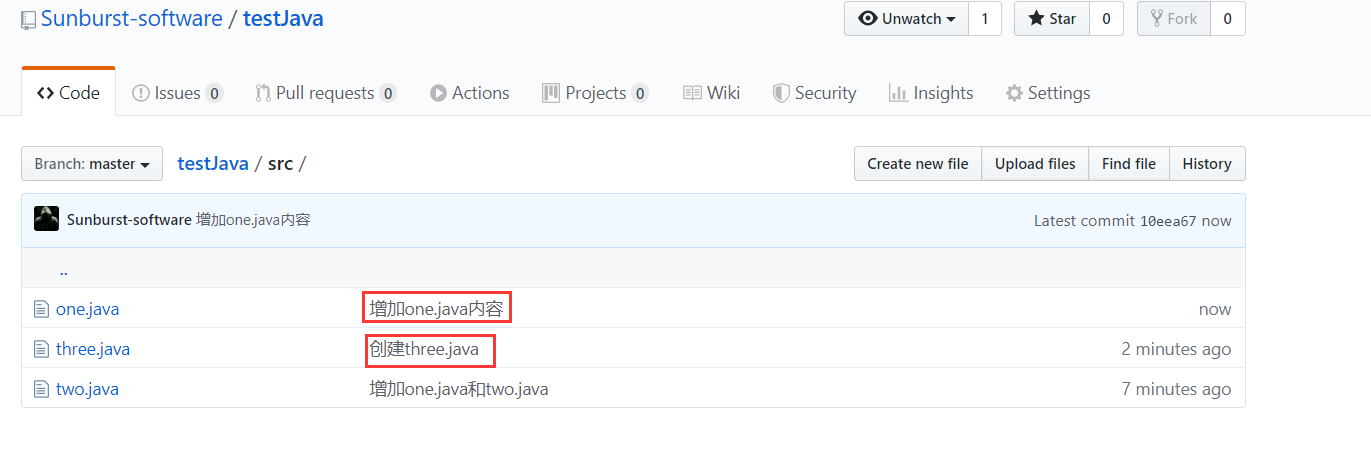 Sunburst-software / testJava
Unwatch 1 Star 0 Fork 0
Code Issues 0 Pull requests 0 Actions Projects 0 Wiki Security Insights Settings
Branch: master testJava / src / Create new file Upload files Find file History
Sunburst-software 增加one.java内容 Latest commit 10eea67 now
..
one.java 增加one.java内容 now
three.java 创建three.java 2 minutes ago
two.java 增加one.java和two.java 7 minutes ago